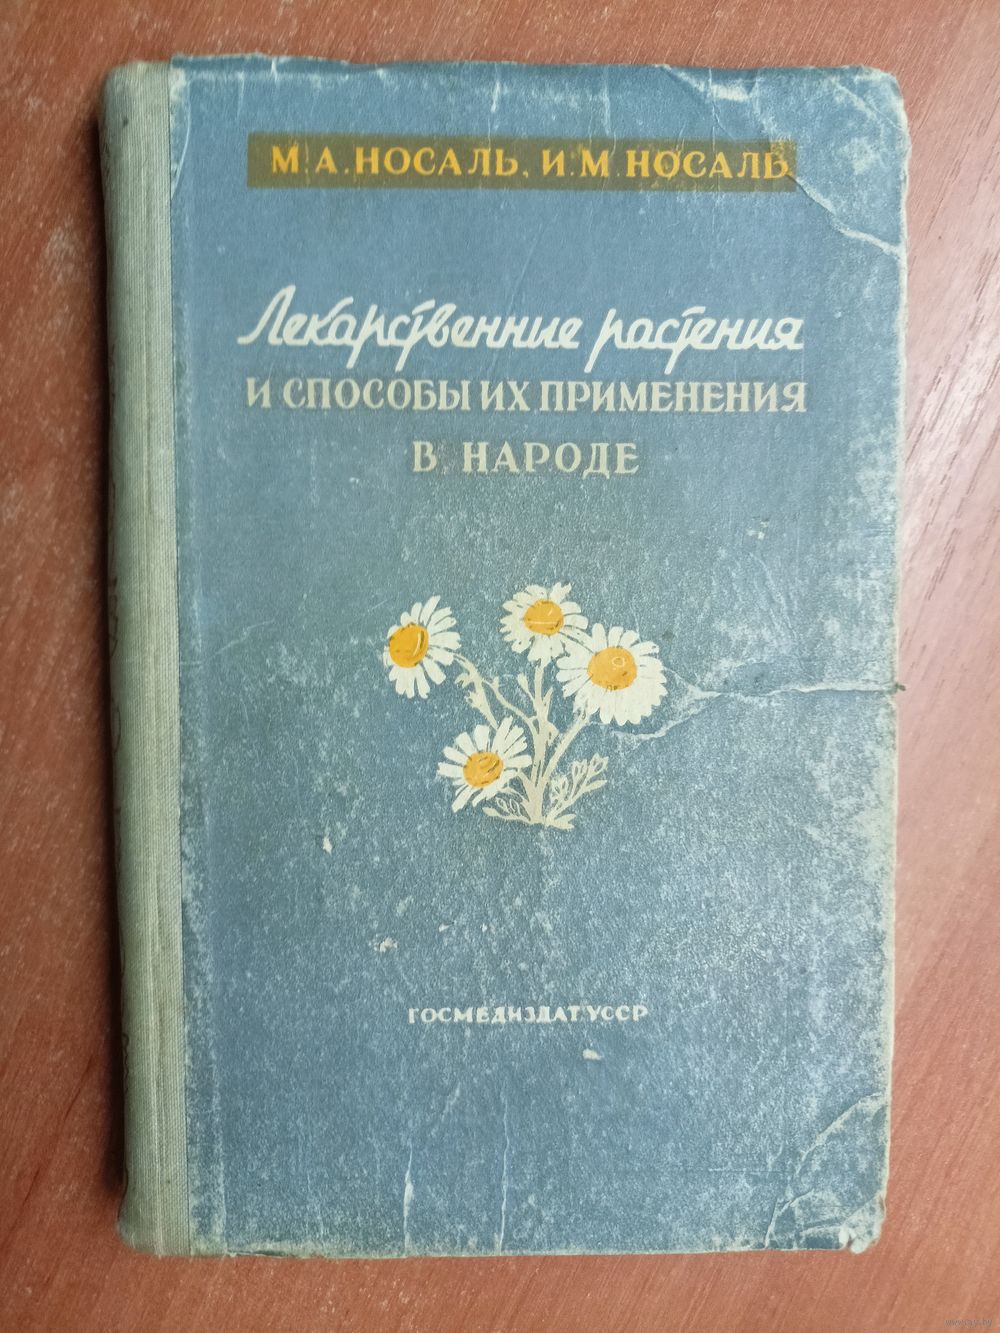 М.А.НОСАЛЬ, И.М.НОСАЛЬ
Лекарственные растения
И СПОСОБЫ ИХ ПРИМЕНЕНИЯ
В НАРОДЕ
ГОСМЕДИЗДАТ УССР